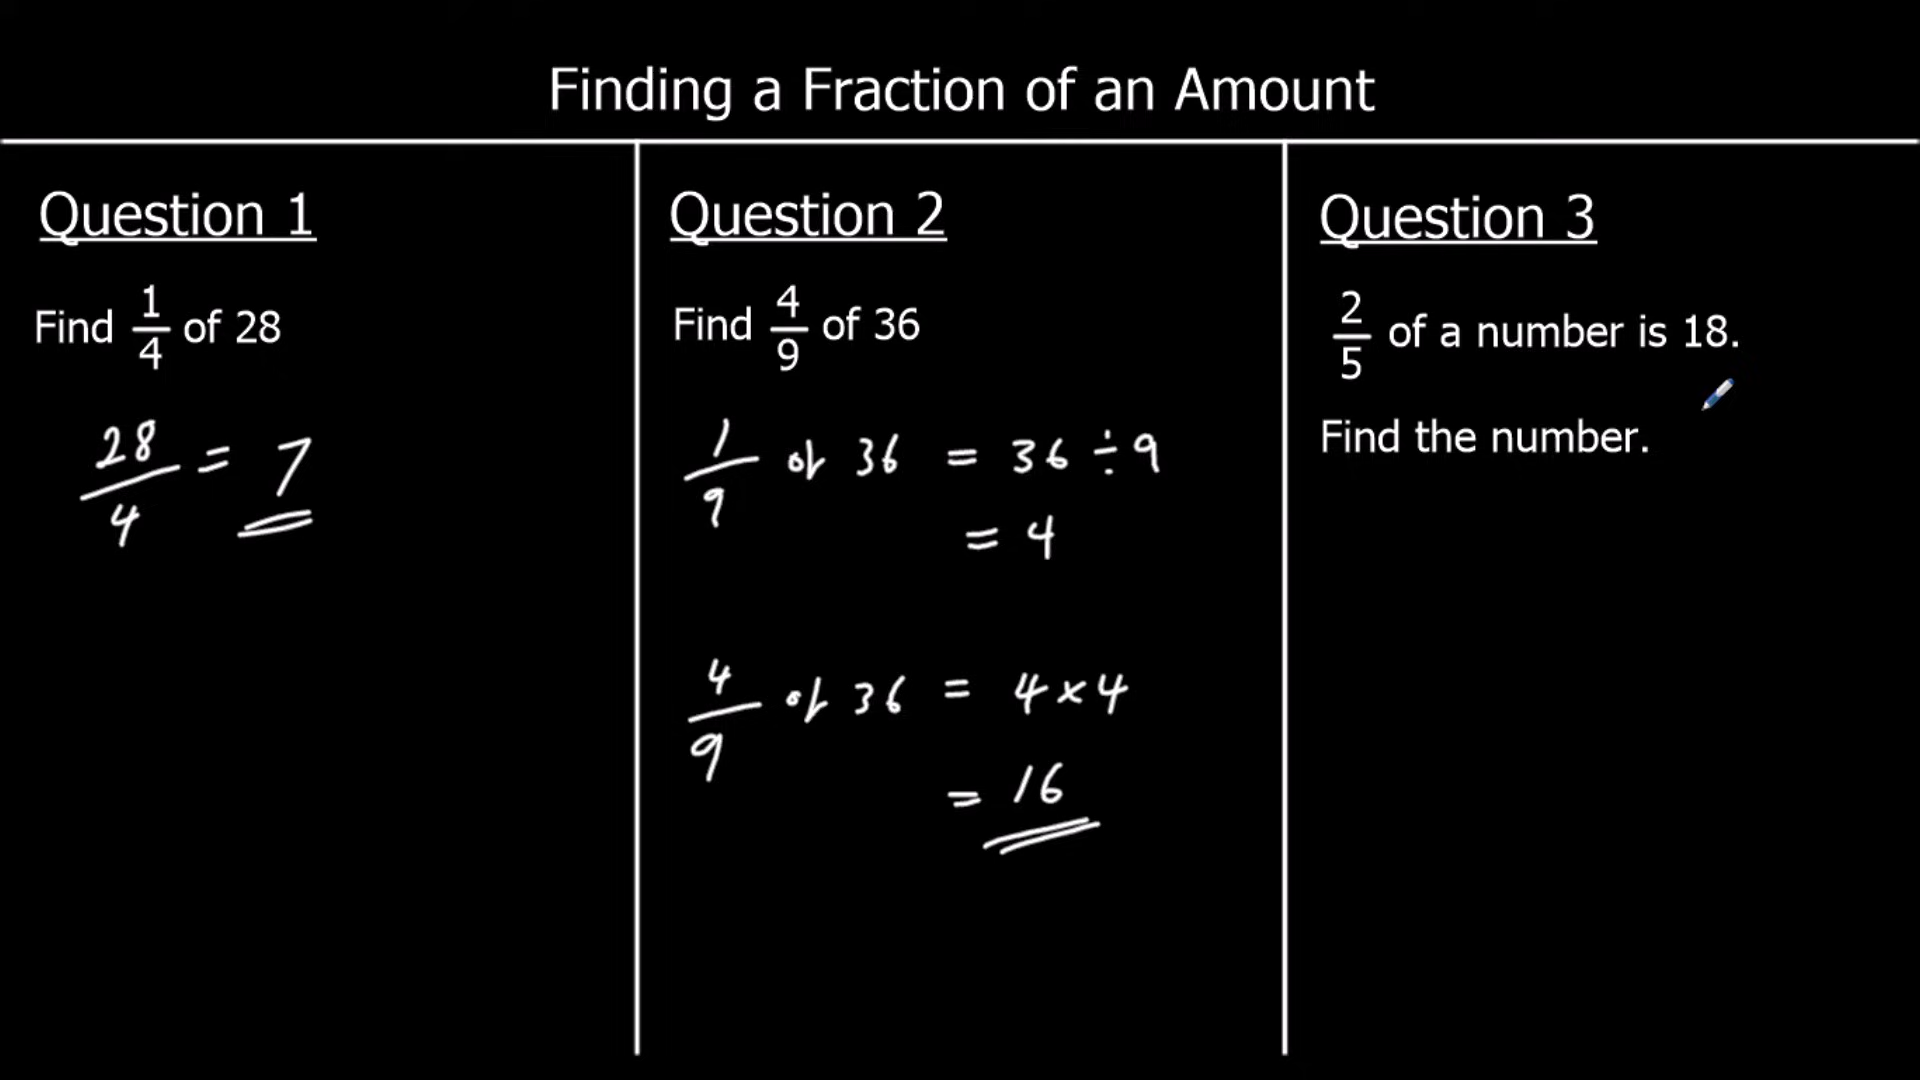 Finding a Fraction of an Amount
Question 1
Find 1/4 of 28
28/4 = 7
Question 2
Find 4/9 of 36
1/9 of 36 = 36 ÷ 9
= 4
4/9 of 36 = 4 × 4
= 16
Question 3
2/5 of a number is 18.
Find the number.